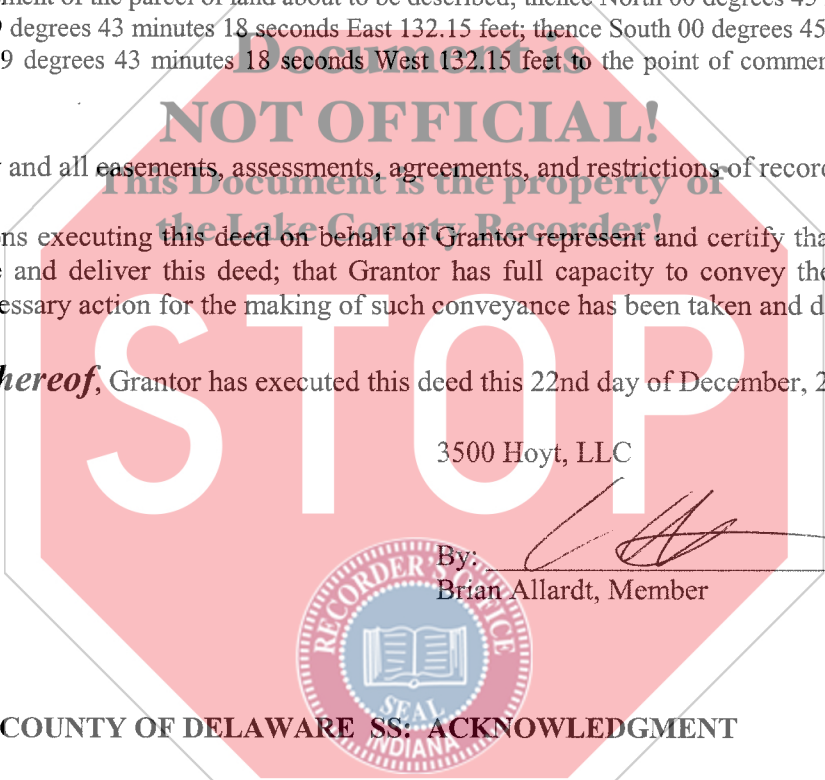 ment of the parcel of land about to be described; thence North 00 degrees 45
9 degrees 43 minutes 18 seconds East 132.15 feet; thence South 00 degrees 45
9 degrees 43 minutes 18 seconds West 132.15 feet to the point of commen
Document is
NOT OFFICIAL!
and all easements, assessments, agreements, and restrictions of record
This Document is the property of
the Lake County Recorder!
ns executing this deed on behalf of Grantor represent and certify tha
e and deliver this deed; that Grantor has full capacity to convey the
essary action for the making of such conveyance has been taken and d
STOP
hereof, Grantor has executed this deed this 22nd day of December, 2
3500 Hoyt, LLC
By:
Brian Allardt, Member
RECORDER'S OFFICE
SEAL
INDIANA
COUNTY OF DELAWARE SS: ACKNOWLEDGMENT